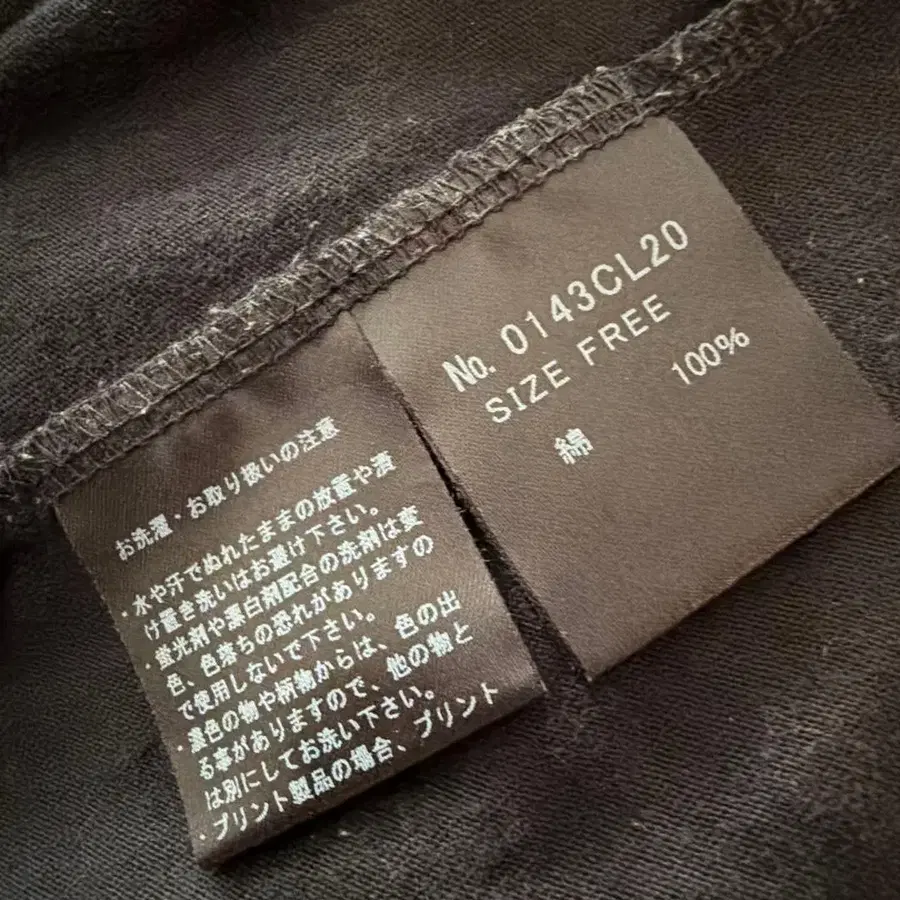 お洗濯・お取り扱いの注意
・水や汗でぬれたままの放置や漬
け置き洗いはお避け下さい。
・蛍光剤や漂白剤配合の洗剤は変
色、色落ちの恐れがありますの
で使用しないで下さい。
・濃色の物や柄物からは、色の出
る事がありますので、他の物と
は別にしてお洗い下さい。
・プリント製品の場合、プリント
No. 0143CL20
SIZE FREE
綿 100%